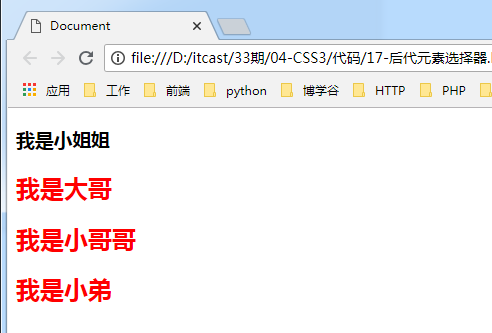 Document
file:///D:/itcast/33期/04-CSS3/代码/17-后代元素选择器.
应用 工作 前端 python 博学谷 HTTP PHP
我是小姐姐
我是大哥
我是小哥哥
我是小弟